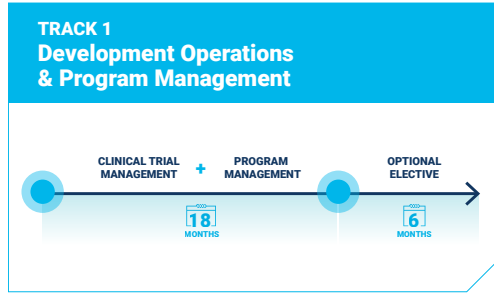 TRACK 1
Development Operations
& Program Management
CLINICAL TRIAL
MANAGEMENT
+
PROGRAM
MANAGEMENT
OPTIONAL
ELECTIVE
18
MONTHS
6
MONTHS